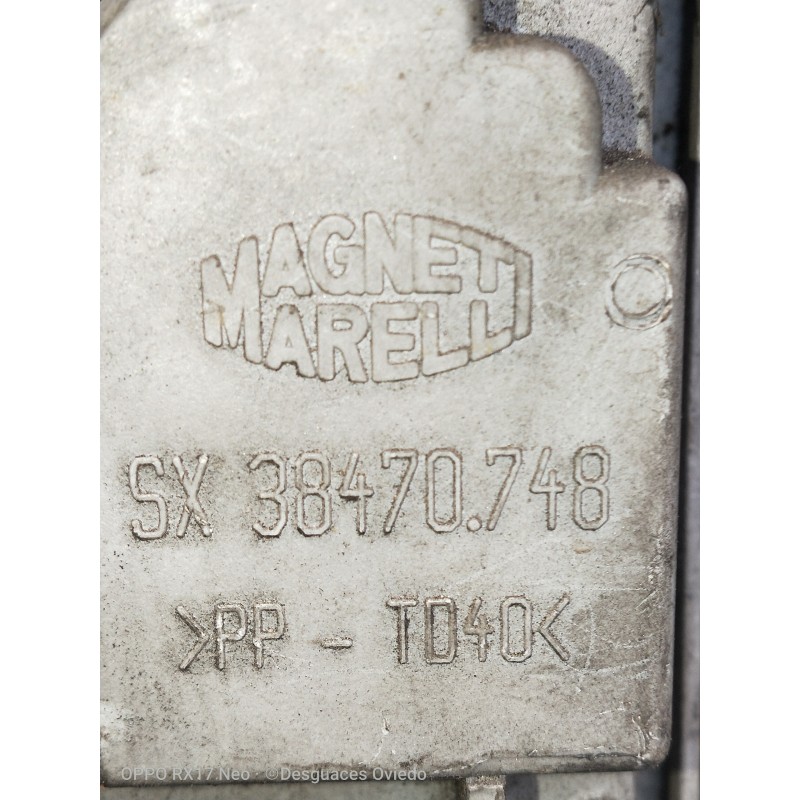 MAGNETI
MARELLI
SX 38470.748
>PP - TD40<
OPPO RX17 Neo · ©Desguaces Oviedo